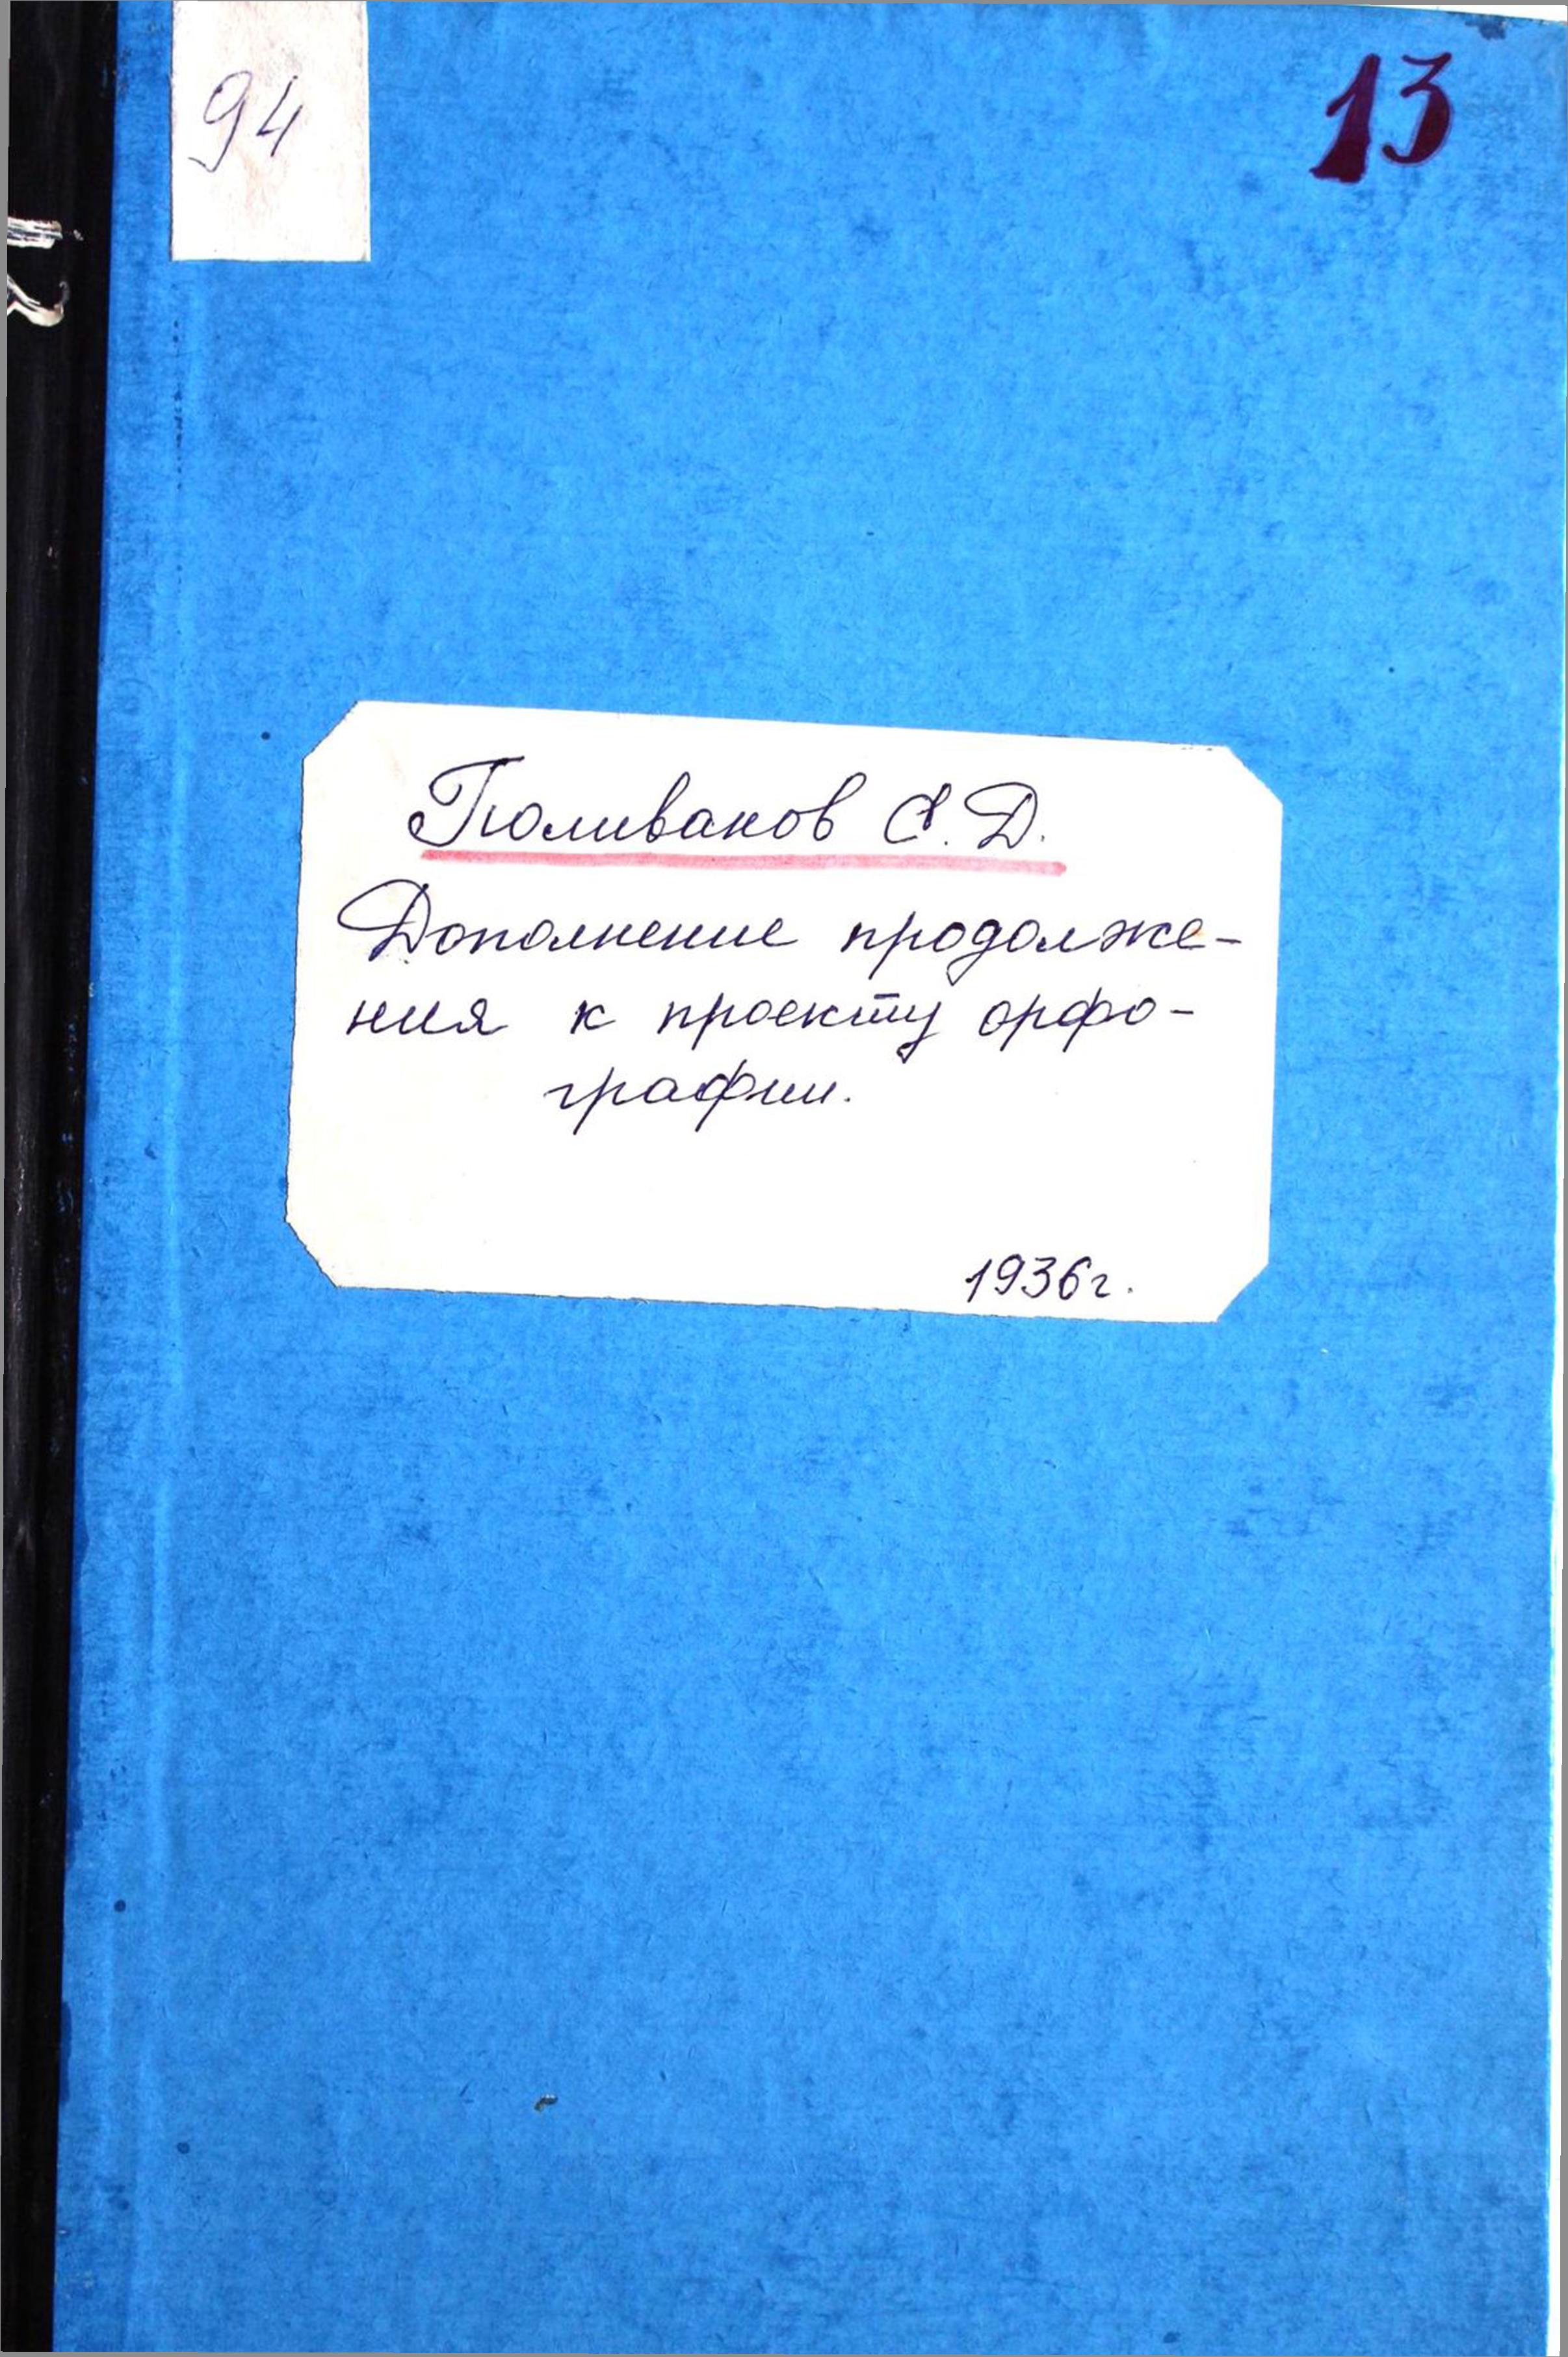 94
13
Поливанов Е. Д.
Дополнение продолже-
ния к проекту орфо-
графии.
1936г.